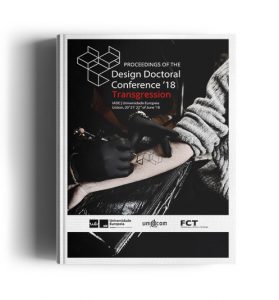 PROCEEDINGS OF THE
Design Doctoral
Conference '18
Transgression
IADE | Universidade Europeia
Lisbon, 20th 21st 22nd of June '18
Universidade
Europeia
FCT